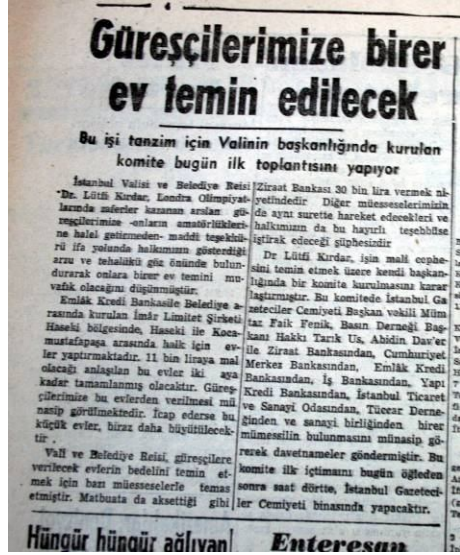 Güreşçilerimize birer
ev temin edilecek
Bu işi tanzim için Valinin başkanlığında kurulan
komite bugün ilk toplantısını yapıyor
İstanbul Valisi ve Belediye Reisi
Dr. Lûtfi Kırdar, Londra Olimpiyat-
larında zaferler kazanan arslan gü-
reşçilerimize -onların amatörlükleri-
ne halel getirmeden- maddî teşekkü-
rü ifa yolunda halkımızın gösterdiği
arzu ve tehalükü göz önünde bulun-
durarak onlara birer ev temini mu-
vafık olacağını düşünmüştür.
Emlâk Kredi Bankasile Belediye a-
rasında kurulan İmâr Limitet Şirketi
Haseki bölgesinde, Haseki ile Koca-
mustafapaşa arasında halk için ev-
ler yaptırmaktadır. 11 bin liraya mal
olacağı anlaşılan bu evler iki aya
kadar tamamlanmış olacaktır. Güreş-
çilerimize bu evlerden verilmesi mü
nasip görülmektedir. İcap ederse bu
küçük evler, biraz daha büyütülecek-
tir.
Vali ve Belediye Reisi, güreşçilere
verilecek evlerin bedelini temin et-
mek için bazı müesseselerle temas
etmiştir. Matbuata da aksettiği gibi
Ziraat Bankası 30 bin lira vermek ni-
yetindedir. Diğer müesseselerimizin
de aynı surette hareket edecekleri ve
halkımızın da bu hayırlı teşebbüse
iştirak edeceği şüphesizdir
Dr Lûtfi Kırdar, işin malî cephe-
sini temin etmek üzere kendi başkan-
lığında bir komite kurulmasını karar
laştırmıştır. Bu komitede İstanbul Ga
zeteciler Cemiyeti Başkan vekili Müm
taz Faik Fenik, Basın Derneği Baş-
kanı Hakkı Tarık Us, Abidin Dav'er
ile Ziraat Bankasından, Cumhuriyet
Merkez Bankasından, Emlâk Kredi
Bankasından, İş Bankasından, Yapı
Kredi Bankasından, İstanbul Ticaret
ve Sanayi Odasından, Tüccar Derne-
ğinden ve sanayi birliğinden birer
mümessilin bulunmasını münasip gö-
rerek davetnameler göndermiştir. Bu
komite ilk içtimaını bugün öğleden
sonra saat dörtte, İstanbul Gazeteci-
ler Cemiyeti binasında yapacaktır.
Hüngür hüngür ağlıyan
Enteresan